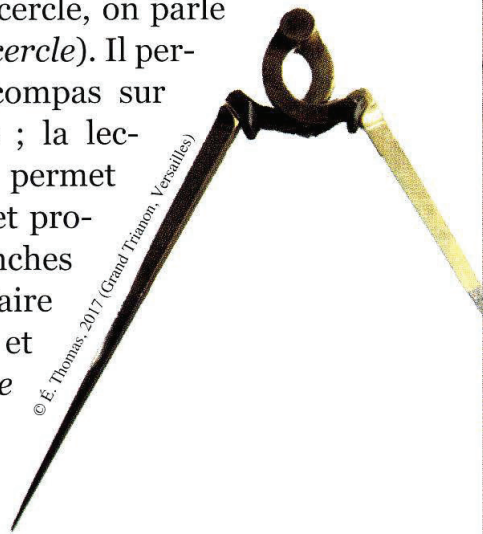 cercle, on parle
cercle). Il per-
compas sur
; la lec-
permet
et pro-
nches
aire
et
e
© É. Thomas, 2017 (Grand Trianon, Versailles)